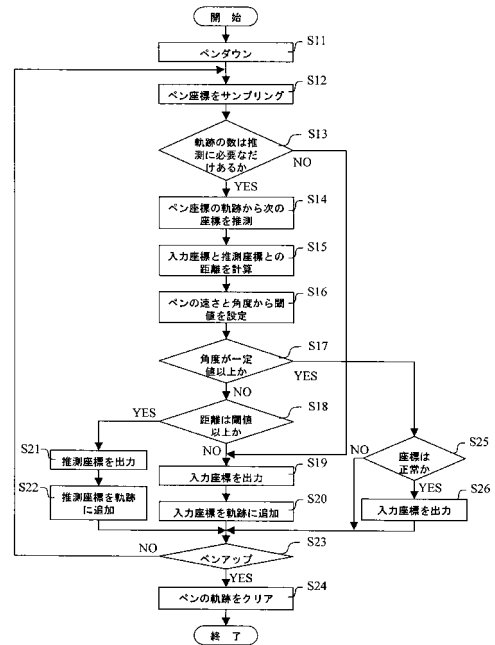 開 始
S11
ペンダウン
S12
ペン座標をサンプリング
S13
軌跡の数は推
測に必要なだ
けあるか
NO
YES
S14
ペン座標の軌跡から次の
座標を推測
S15
入力座標と推測座標との
距離を計算
S16
ペンの速さと角度から閾
値を設定
S17
角度が一定
値以上か
YES
NO
S18
距離は閾値
以上か
YES
NO
S21
推測座標を出力
S22
推測座標を軌跡
に追加
S19
入力座標を出力
S20
入力座標を軌跡に追加
S25
座標は
正常か
NO
YES
S26
入力座標を出力
S23
ペンアップ
NO
YES
S24
ペンの軌跡をクリア
終 了